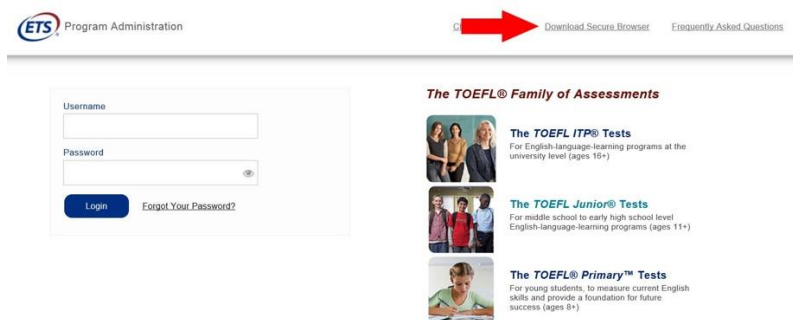 ETS Program Administration
Download Secure Browser
Frequently Asked Questions
Username
Password
Login
Forgot Your Password?
The TOEFL® Family of Assessments
The TOEFL ITP® Tests
For English-language-learning programs at the
university level (ages 16+)
The TOEFL Junior® Tests
For middle school to early high school level
English-language-learning programs (ages 11+)
The TOEFL® Primary™ Tests
For young students, to measure current English
skills and provide a foundation for future
success (ages 8+)